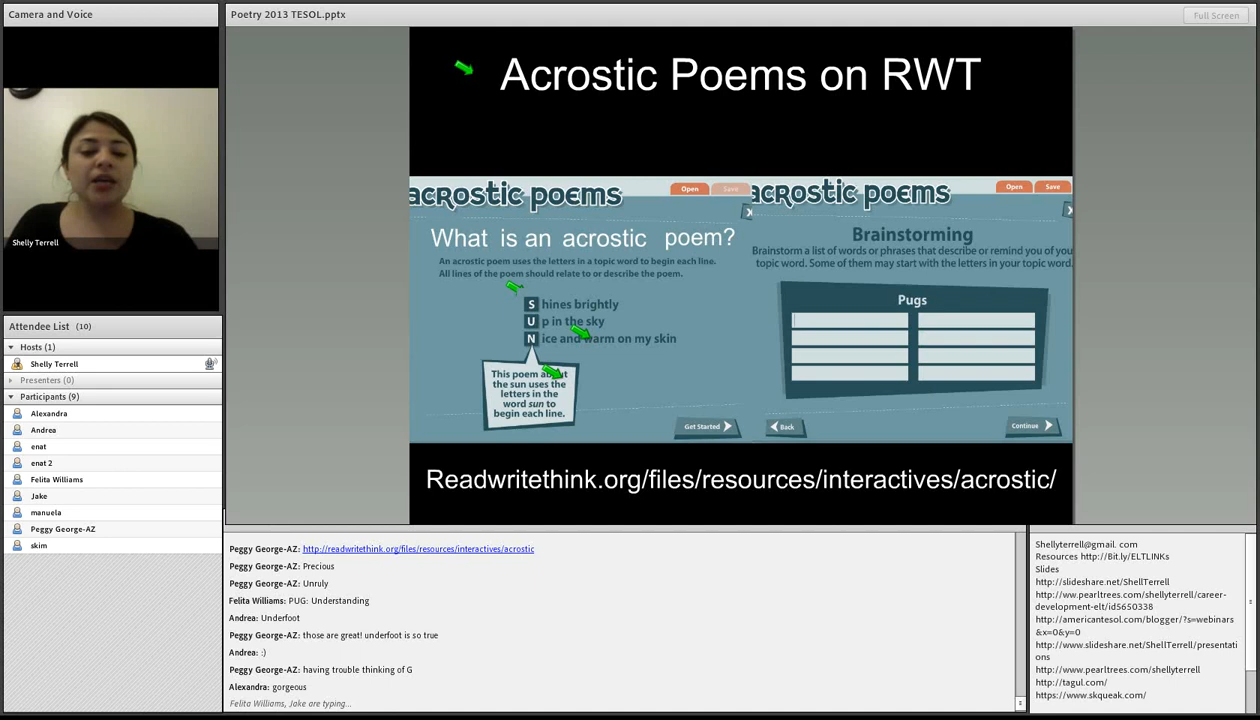 Camera and Voice
Shelly Terrell
Attendee List (10)
Hosts (1)
Shelly Terrell
Presenters (0)
Participants (9)
Alexandra
Andrea
enat
enat 2
Felita Williams
Jake
manuela
Peggy George-AZ
skim
Poetry 2013 TESOL.pptx
Full Screen
Acrostic Poems on RWT
acrostic poems
Open
Save
X
What is an acrostic poem?
An acrostic poem uses the letters in a topic word to begin each line.
All lines of the poem should relate to or describe the poem.
S hines brightly
U p in the sky
N ice and warm on my skin
This poem about
the sun uses the
letters in the
word sun to
begin each line.
Get Started
acrostic poems
Open
Save
X
Brainstorming
Brainstorm a list of words or phrases that describe or remind you of you
topic word. Some of them may start with the letters in your topic word.
Pugs
Back
Continue
Readwritethink.org/files/resources/interactives/acrostic/
Peggy George-AZ: http://readwritethink.org/files/resources/interactives/acrostic
Peggy George-AZ: Precious
Peggy George-AZ: Unruly
Felita Williams: PUG: Understanding
Andrea: Underfoot
Peggy George-AZ: those are great! underfoot is so true
Andrea: :)
Peggy George-AZ: having trouble thinking of G
Alexandra: gorgeous
Felita Williams, Jake are typing...
Shellyterrell@gmail. com
Resources http://Bit.ly/ELTLINKs
Slides
http://slideshare.net/ShellTerrell
http://ww.pearltrees.com/shellyterrell/career-
development-elt/id5650338
http://americantesol.com/blogger/?s=webinars
&x=0&y=0
http://www.slideshare.net/ShellTerrell/presentati
ons
http://www.pearltrees.com/shellyterrell
http://tagul.com/
https://www.skqueak.com/